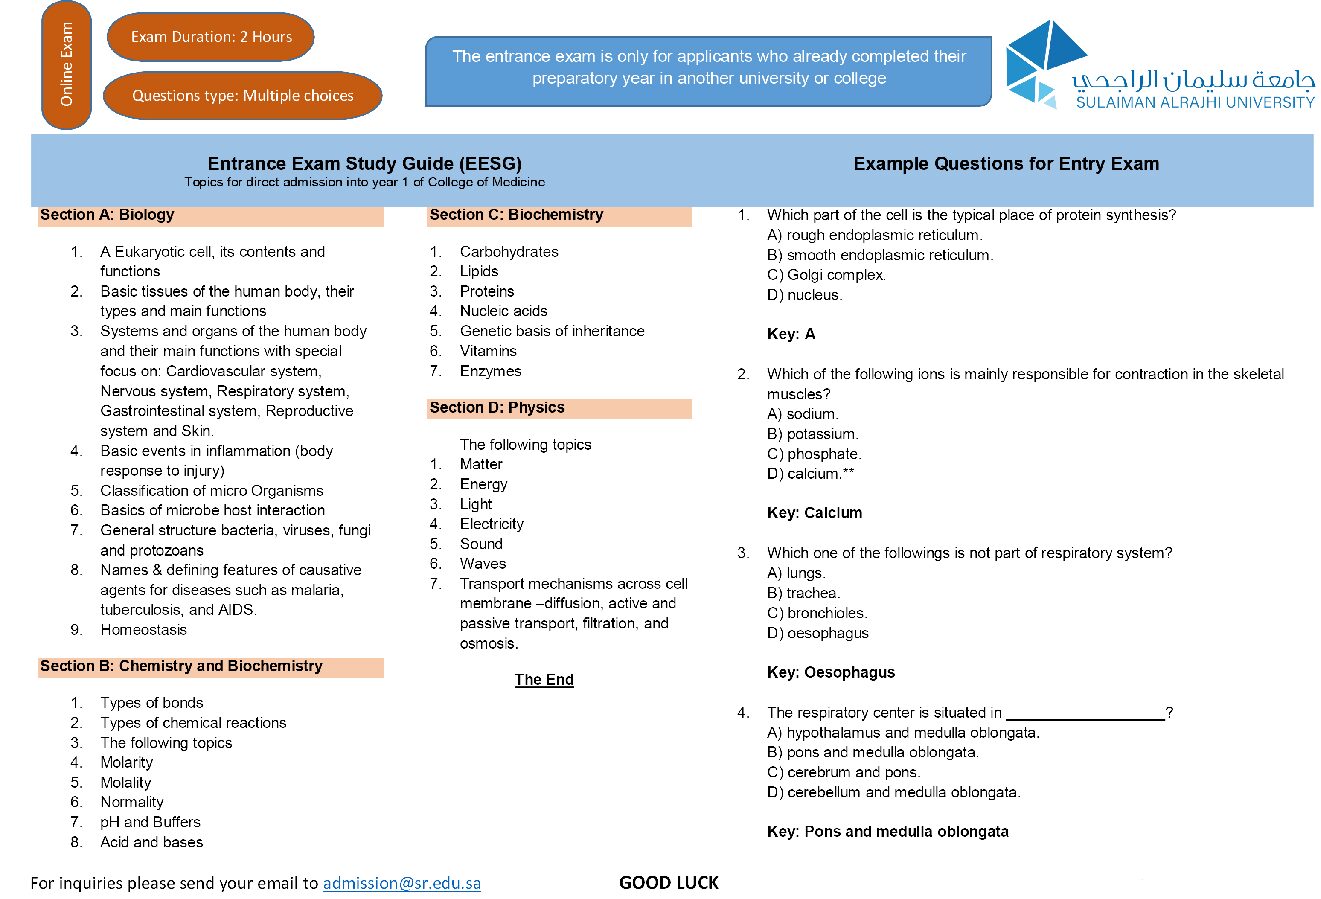 Online Exam
Exam Duration: 2 Hours
Questions type: Multiple choices
The entrance exam is only for applicants who already completed their
preparatory year in another university or college
جامعة سليمان الراجحي
SULAIMAN ALRAJHI UNIVERSITY
Entrance Exam Study Guide (EESG)
Topics for direct admission into year 1 of College of Medicine
Example Questions for Entry Exam
Section A: Biology
1. A Eukaryotic cell, its contents and
functions
2. Basic tissues of the human body, their
types and main functions
3. Systems and organs of the human body
and their main functions with special
focus on: Cardiovascular system,
Nervous system, Respiratory system,
Gastrointestinal system, Reproductive
system and Skin.
4. Basic events in inflammation (body
response to injury)
5. Classification of micro Organisms
6. Basics of microbe host interaction
7. General structure bacteria, viruses, fungi
and protozoans
8. Names & defining features of causative
agents for diseases such as malaria,
tuberculosis, and AIDS.
9. Homeostasis
Section B: Chemistry and Biochemistry
1. Types of bonds
2. Types of chemical reactions
3. The following topics
4. Molarity
5. Molality
6. Normality
7. pH and Buffers
8. Acid and bases
Section C: Biochemistry
1. Carbohydrates
2. Lipids
3. Proteins
4. Nucleic acids
5. Genetic basis of inheritance
6. Vitamins
7. Enzymes
Section D: Physics
The following topics
1. Matter
2. Energy
3. Light
4. Electricity
5. Sound
6. Waves
7. Transport mechanisms across cell
membrane –diffusion, active and
passive transport, filtration, and
osmosis.
The End
1. Which part of the cell is the typical place of protein synthesis?
A) rough endoplasmic reticulum.
B) smooth endoplasmic reticulum.
C) Golgi complex.
D) nucleus.
Key: A
2. Which of the following ions is mainly responsible for contraction in the skeletal
muscles?
A) sodium.
B) potassium.
C) phosphate.
D) calcium.**
Key: Calcium
3. Which one of the followings is not part of respiratory system?
A) lungs.
B) trachea.
C) bronchioles.
D) oesophagus
Key: Oesophagus
4. The respiratory center is situated in ____________________?
A) hypothalamus and medulla oblongata.
B) pons and medulla oblongata.
C) cerebrum and pons.
D) cerebellum and medulla oblongata.
Key: Pons and medulla oblongata
For inquiries please send your email to admission@sr.edu.sa
GOOD LUCK